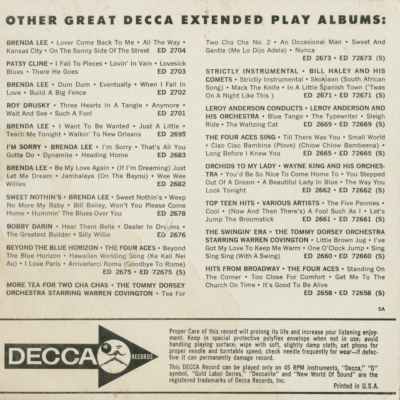 OTHER GREAT DECCA EXTENDED PLAY ALBUMS:
BRENDA LEE • Lover Come Back To Me • All The Way •
Kansas City • On The Sunny Side Of The Street ED 2704
PATSY CLINE • I Fall To Pieces • Lovin' In Vain • Lovesick
Blues • There He Goes ED 2703
BRENDA LEE • Dum Dum • Eventually • When I Fall In
Love • Build A Big Fence ED 2702
ROY DRUSKY • Three Hearts In A Tangle • Anymore •
Wait And See • Such A Fool ED 2701
BRENDA LEE • I Want To Be Wanted • Just A Little •
Teach Me Tonight • Walkin' To New Orleans ED 2695
I'M SORRY • BRENDA LEE • I'm Sorry • That's All You
Gotta Do • Dynamite • Heading Home ED 2683
BRENDA LEE • Be My Love Again • (If I'm Dreaming) Just
Let Me Dream • Jambalaya (On The Bayou) • Wee Wee
Willies ED 2682
SWEET NOTHIN'S • BRENDA LEE • Sweet Nothin's • Weep
No More My Baby • Bill Bailey, Won't You Please Come
Home • Hummin' The Blues Over You ED 2678
BOBBY DARIN • Hear Them Bells • Dealer In Dreams •
The Greatest Builder • Silly Willie ED 2676
BEYOND THE BLUE HORIZON • THE FOUR ACES • Beyond
The Blue Horizon • Hawaiian Wedding Song (Ke Kali Nei
Au) • I Love Paris • Arrivederci Roma (Goodbye To Rome)
ED 2675 ED 72675 (S)
MORE TEA FOR TWO CHA CHAS • THE TOMMY DORSEY
ORCHESTRA STARRING WARREN COVINGTON • Tea For
Two Cha Cha No. 2 • An Occasional Man • Sweet And
Gentle (Me Lo Dijo Adela) • Nunca
ED 2673 • ED 72673 (S)
STRICTLY INSTRUMENTAL • BILL HALEY AND HIS
COMETS • Strictly Instrumental • Skokiaan (South African
Song) • Mack The Knife • In A Little Spanish Town ('Twas
On A Night Like This) ED 2671 • ED 72671 (S)
LEROY ANDERSON CONDUCTS • LEROY ANDERSON AND
HIS ORCHESTRA • Blue Tango • The Typewriter • Sleigh
Ride • The Waltzing Cat ED 2669 • ED 72669 (S)
THE FOUR ACES SING • Till There Was You • Small World
• Ciao Ciao Bambina (Piove) (Chiow Chiow Bambeena) •
Long Before I Knew You ED 2665 • ED 72665 (S)
ORCHIDS TO MY LADY • WAYNE KING AND HIS ORCHES-
TRA • You'd Be So Nice To Come Home To • You Stepped
Out Of A Dream • A Beautiful Lady In Blue • The Way You
Look Tonight ED 2662 • ED 72662 (S)
TOP TEEN HITS • VARIOUS ARTISTS • The Five Pennies •
Cool • (Now And Then There's) A Fool Such As I • Let's
Jump The Broomstick ED 2661 • ED 72661 (S)
THE SWINGIN' ERA • THE TOMMY DORSEY ORCHESTRA
STARRING WARREN COVINGTON • Little Brown Jug • I've
Got My Love To Keep Me Warm • One O'Clock Jump • Sing
Sing Sing (With A Swing) ED 2660 • ED 72660 (S)
HITS FROM BROADWAY • THE FOUR ACES • Standing On
The Corner • Too Close For Comfort • Get Me To The
Church On Time • It's Good To Be Alive
ED 2658 • ED 72658 (S)
5A
DECCA RECORDS
Proper Care of this record will prolong its life and increase your listening enjoy-
ment. Keep in special protective polyfex envelope when not in use; avoid
handling playing surface; wipe with soft, slightly damp cloth; set phono for
proper needle and turntable speed; check needle frequently for wear—if defec-
tive it can permanently damage record.
This DECCA Record can be played only on 45 RPM instruments, "Decca," "D"
symbol, "Gold Label Series," "Deccalite" and "New World Of Sound" are the
registered trademarks of Decca Records, Inc.
Printed in U.S.A.